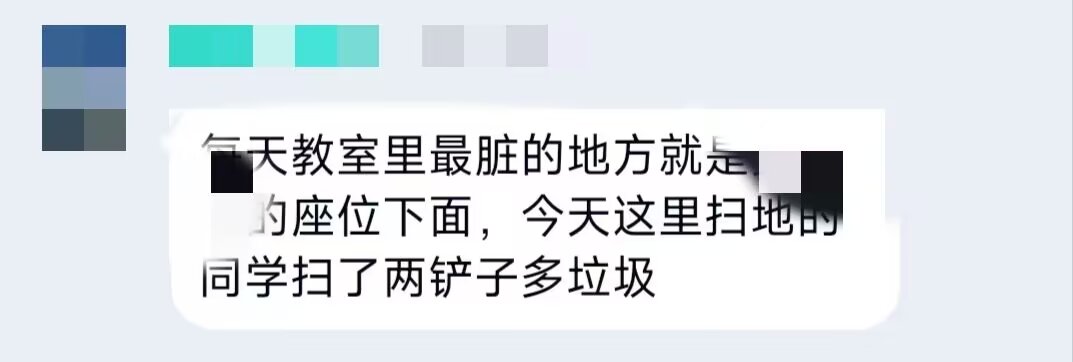 每天教室里最脏的地方就是
的座位下面，今天这里扫地的
同学扫了两铲子多垃圾